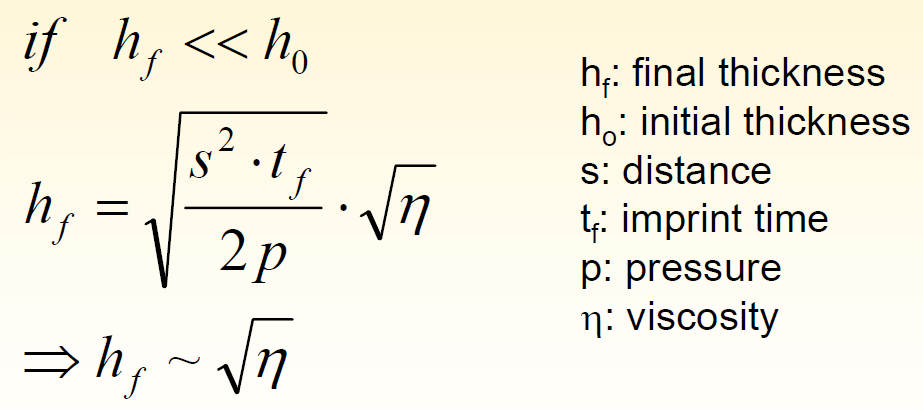 if h_f << h_0
h_f = √(s² · t_f / 2p) · √η
⇒ h_f ~ √η
h_f: final thickness
h_o: initial thickness
s: distance
t_f: imprint time
p: pressure
η: viscosity